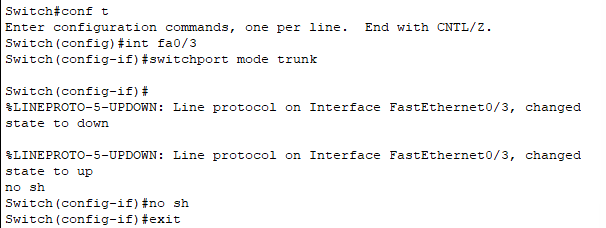 Switch#conf t
Enter configuration commands, one per line.  End with CNTL/Z.
Switch(config)#int fa0/3
Switch(config-if)#switchport mode trunk
Switch(config-if)#
%LINEPROTO-5-UPDOWN: Line protocol on Interface FastEthernet0/3, changed
state to down
%LINEPROTO-5-UPDOWN: Line protocol on Interface FastEthernet0/3, changed
state to up
no sh
Switch(config-if)#no sh
Switch(config-if)#exit